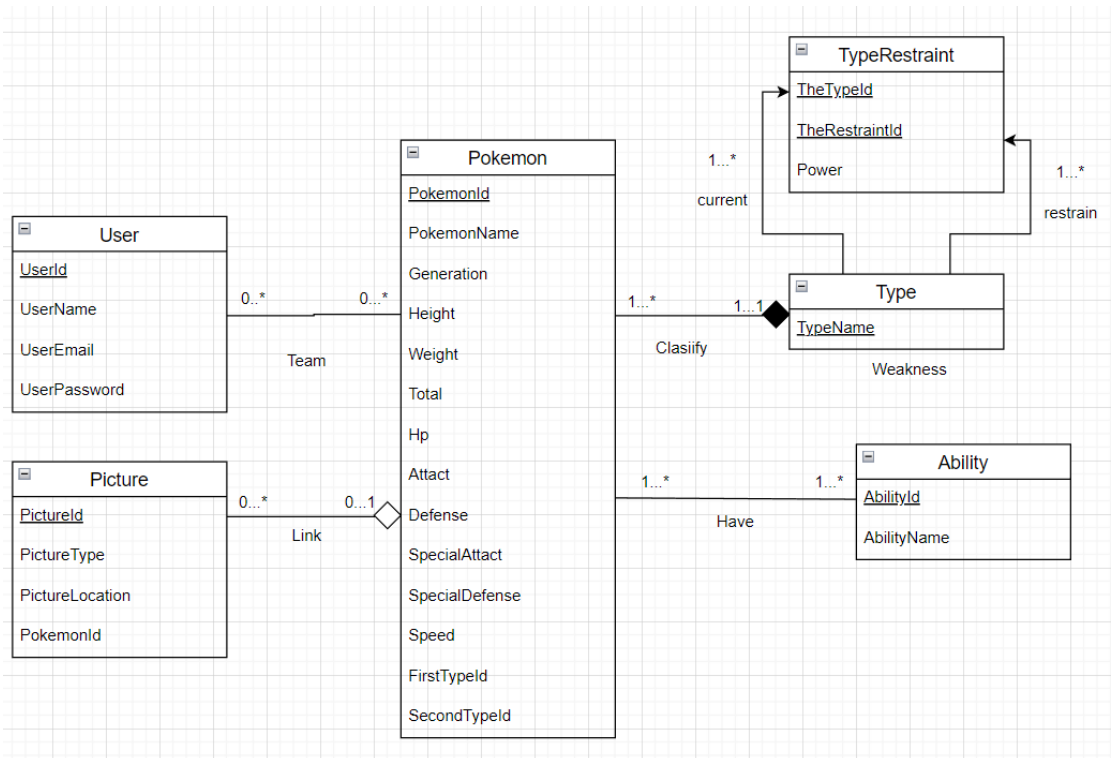 TypeRestraint
TheTypeId
TheRestraintId
Power
1...*
current
1...*
restrain
Pokemon
PokemonId
PokemonName
Generation
Height
Weight
Total
Hp
Attact
Defense
SpecialAttact
SpecialDefense
Speed
FirstTypeId
SecondTypeId
User
UserId
UserName
UserEmail
UserPassword
0..*
0...*
Team
Type
TypeName
Weakness
1...*
1...1
Clasiify
Picture
PictureId
PictureType
PictureLocation
PokemonId
0...*
0...1
Link
Ability
AbilityId
AbilityName
1...*
1...*
Have